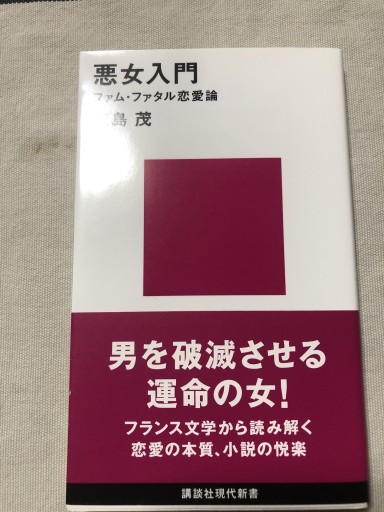 悪女入門
ファム・ファタル恋愛論
島 茂
男を破滅させる
運命の女!
フランス文学から読み解く
恋愛の本質、小説の悦楽
講談社現代新書